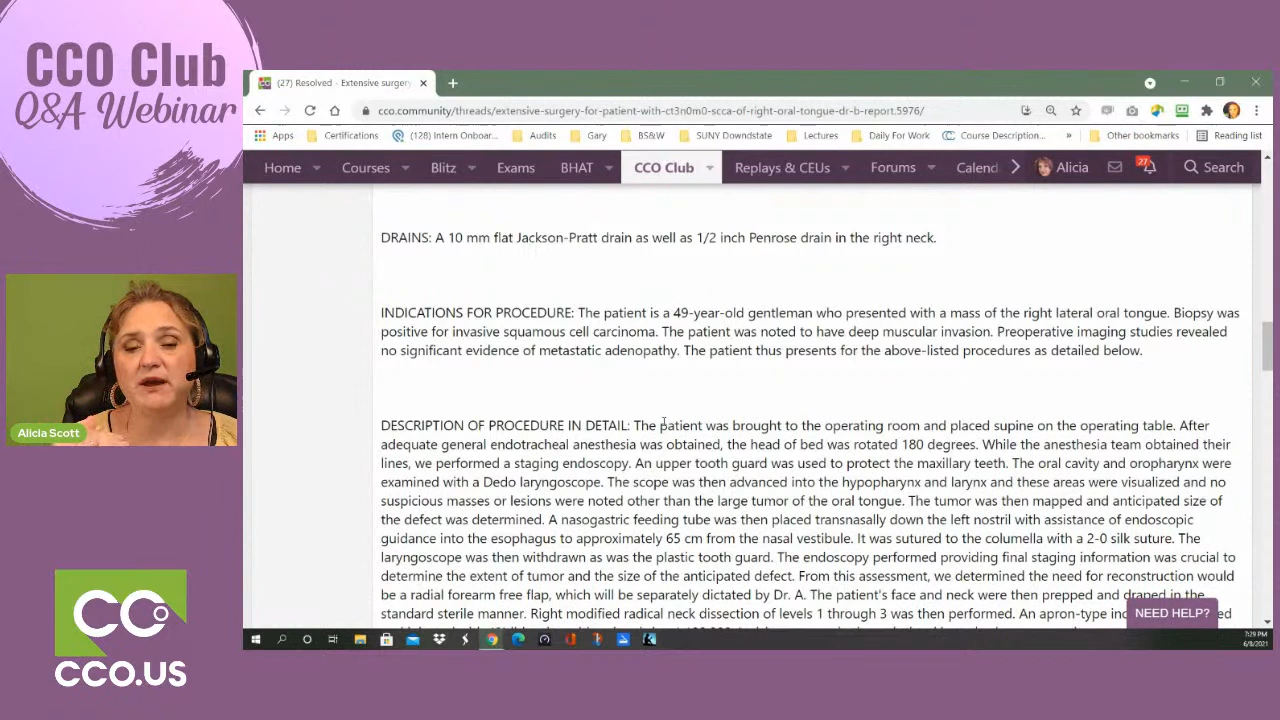 CCO Club
Q&A Webinar
(27) Resolved - Extensive surgery
cco.community/threads/extensive-surgery-for-patient-with-ct3n0m0-scca-of-right-oral-tongue-dr-b-report.5976/
Apps Certifications (128) Intern Onboar... Audits Gary BS&W SUNY Downstate Lectures Daily For Work Course Description... » Other bookmarks Reading list
Home Courses Blitz Exams BHAT CCO Club Replays & CEUs Forums Calend Alicia 27 Search
DRAINS: A 10 mm flat Jackson-Pratt drain as well as 1/2 inch Penrose drain in the right neck.
INDICATIONS FOR PROCEDURE: The patient is a 49-year-old gentleman who presented with a mass of the right lateral oral tongue. Biopsy was
positive for invasive squamous cell carcinoma. The patient was noted to have deep muscular invasion. Preoperative imaging studies revealed
no significant evidence of metastatic adenopathy. The patient thus presents for the above-listed procedures as detailed below.
DESCRIPTION OF PROCEDURE IN DETAIL: The patient was brought to the operating room and placed supine on the operating table. After
adequate general endotracheal anesthesia was obtained, the head of bed was rotated 180 degrees. While the anesthesia team obtained their
lines, we performed a staging endoscopy. An upper tooth guard was used to protect the maxillary teeth. The oral cavity and oropharynx were
examined with a Dedo laryngoscope. The scope was then advanced into the hypopharynx and larynx and these areas were visualized and no
suspicious masses or lesions were noted other than the large tumor of the oral tongue. The tumor was then mapped and anticipated size of
the defect was determined. A nasogastric feeding tube was then placed transnasally down the left nostril with assistance of endoscopic
guidance into the esophagus to approximately 65 cm from the nasal vestibule. It was sutured to the columella with a 2-0 silk suture. The
laryngoscope was then withdrawn as was the plastic tooth guard. The endoscopy performed providing final staging information was crucial to
determine the extent of tumor and the size of the anticipated defect. From this assessment, we determined the need for reconstruction would
be a radial forearm free flap, which will be separately dictated by Dr. A. The patient's face and neck were then prepped and draped in the
standard sterile manner. Right modified radical neck dissection of levels 1 through 3 was then performed. An apron-type
NEED HELP?
Alicia Scott
7:29 PM
6/8/2021
CCO
CCO.US